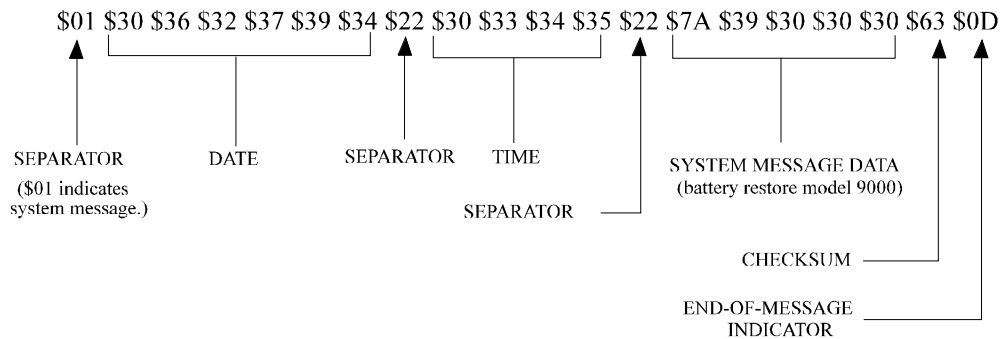 $01 $30 $36 $32 $37 $39 $34 $22 $30 $33 $34 $35 $22 $7A $39 $30 $30 $30 $63 $0D
SEPARATOR
($01 indicates
system message.)
DATE
SEPARATOR
TIME
SEPARATOR
SYSTEM MESSAGE DATA
(battery restore model 9000)
CHECKSUM
END-OF-MESSAGE
INDICATOR